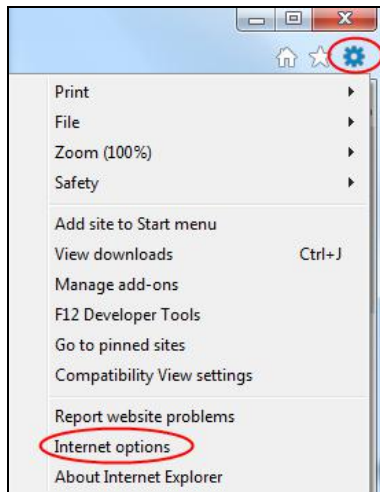 Print
File
Zoom (100%)
Safety
Add site to Start menu
View downloads Ctrl+J
Manage add-ons
F12 Developer Tools
Go to pinned sites
Compatibility View settings
Report website problems
Internet options
About Internet Explorer